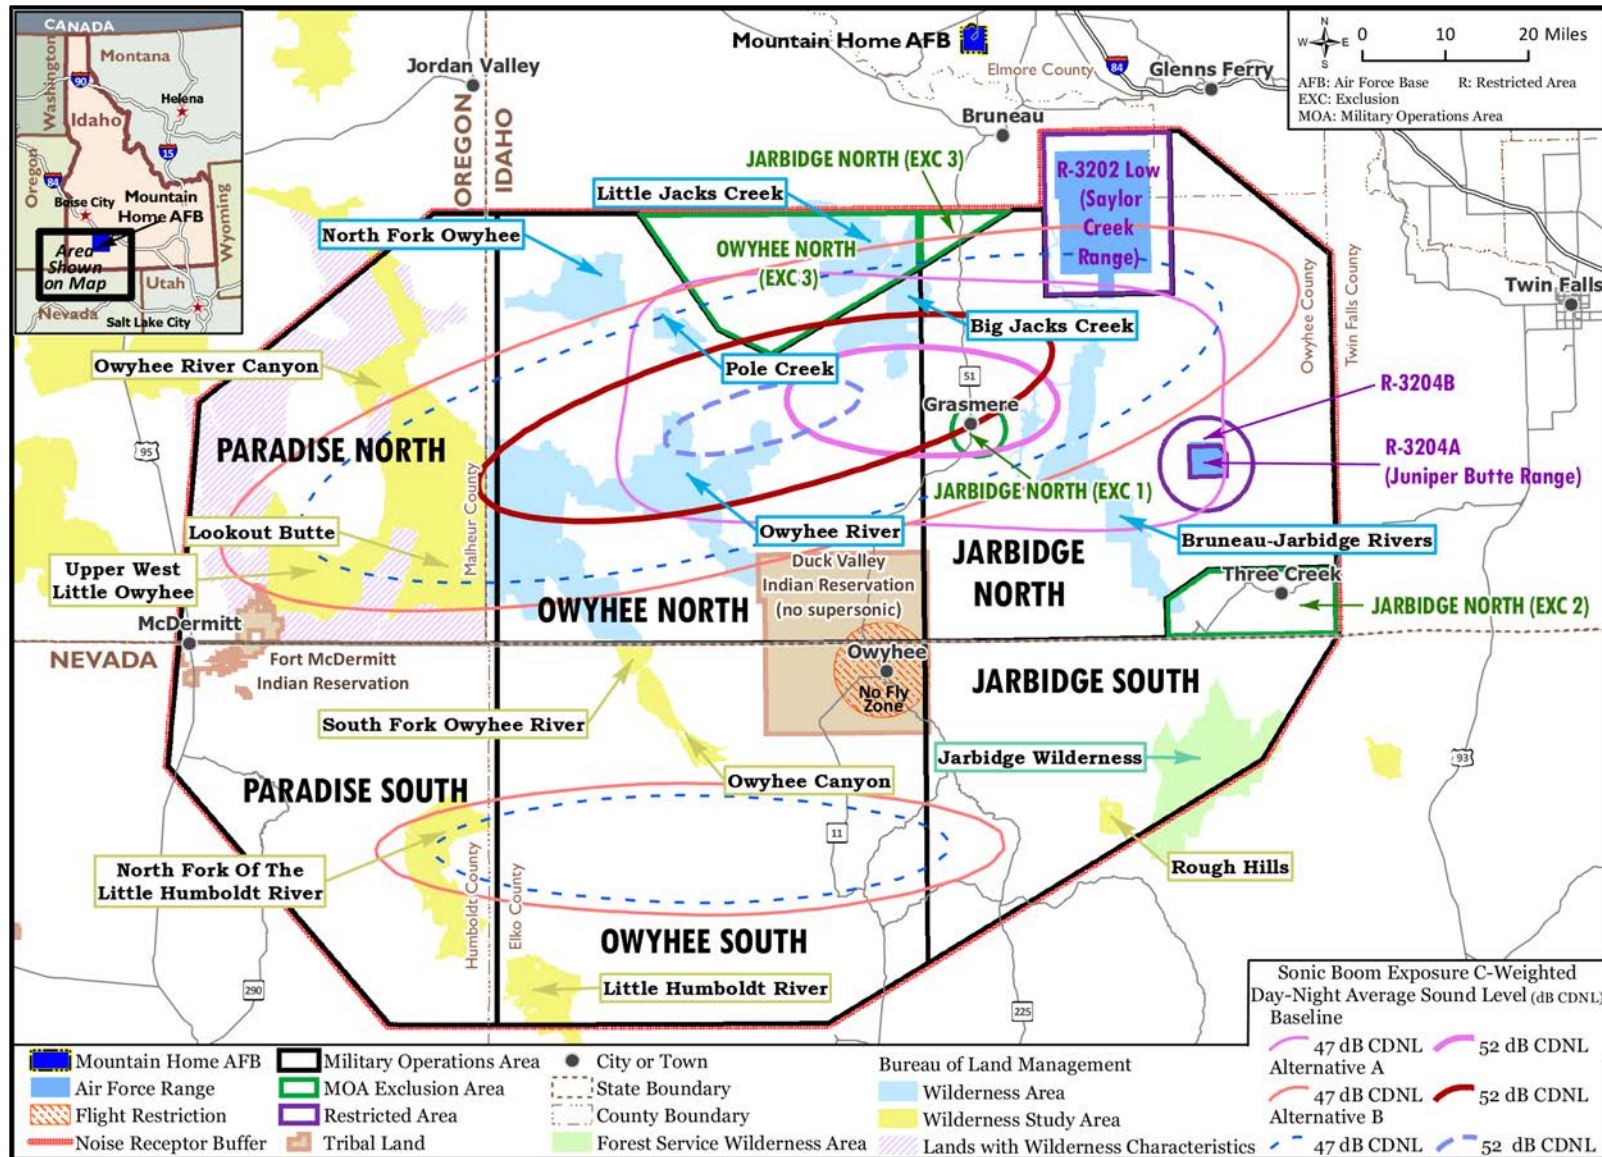 CANADA
Washington
Montana
90
Helena
Idaho
15
Oregon
84
Boise City
Mountain
Home AFB
Wyoming
Area
Shown
on Map
Utah
Nevada
Salt Lake City
Mountain Home AFB
Elmore County
84
Glenns Ferry
Jordan Valley
Bruneau
N
W
E
S
0
10
20 Miles
AFB: Air Force Base
R: Restricted Area
EXC: Exclusion
MOA: Military Operations Area
OREGON
IDAHO
JARBIDGE NORTH (EXC 3)
Little Jacks Creek
R-3202 Low
(Saylor
Creek
Range)
North Fork Owyhee
OWYHEE NORTH
(EXC 3)
Twin Falls
Owyhee County
Twin Falls County
Big Jacks Creek
Owyhee River Canyon
Pole Creek
51
Grasmere
R-3204B
R-3204A
(Juniper Butte Range)
PARADISE NORTH
95
JARBIDGE NORTH (EXC 1)
Malheur County
Lookout Butte
Owyhee River
Bruneau-Jarbidge Rivers
Upper West
Little Owyhee
Duck Valley
Indian Reservation
(no supersonic)
JARBIDGE
NORTH
Three Creek
OWYHEE NORTH
JARBIDGE NORTH (EXC 2)
McDermitt
NEVADA
Fort McDermitt
Indian Reservation
Owyhee
No Fly
Zone
JARBIDGE SOUTH
South Fork Owyhee River
Jarbidge Wilderness
93
Owyhee Canyon
PARADISE SOUTH
11
North Fork Of The
Little Humboldt River
Rough Hills
Humboldt County
Elko County
OWYHEE SOUTH
Little Humboldt River
290
225
Sonic Boom Exposure C-Weighted
Day-Night Average Sound Level (dB CDNL)
Baseline
47 dB CDNL
52 dB CDNL
Alternative A
47 dB CDNL
52 dB CDNL
Alternative B
47 dB CDNL
52 dB CDNL
Mountain Home AFB
Air Force Range
Flight Restriction
Noise Receptor Buffer
Military Operations Area
MOA Exclusion Area
Restricted Area
Tribal Land
City or Town
State Boundary
County Boundary
Forest Service Wilderness Area
Bureau of Land Management
Wilderness Area
Wilderness Study Area
Lands with Wilderness Characteristics